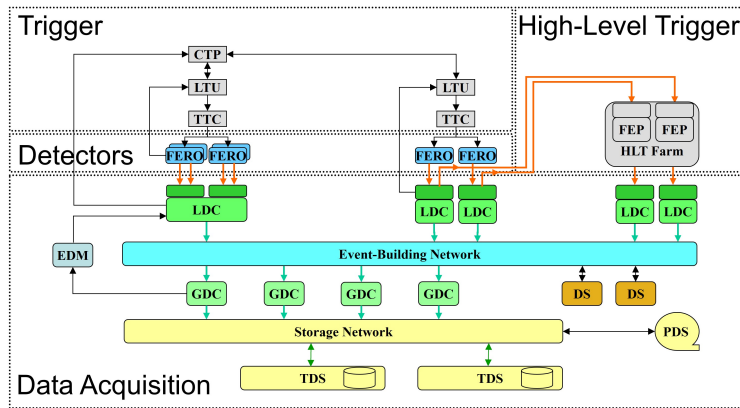 Trigger
High-Level Trigger
CTP
LTU
LTU
TTC
TTC
FEP
FEP
HLT Farm
Detectors
FERO
FERO
FERO
FERO
LDC
LDC
LDC
LDC
LDC
EDM
Event-Building Network
GDC
GDC
GDC
GDC
DS
DS
Storage Network
PDS
TDS
TDS
Data Acquisition